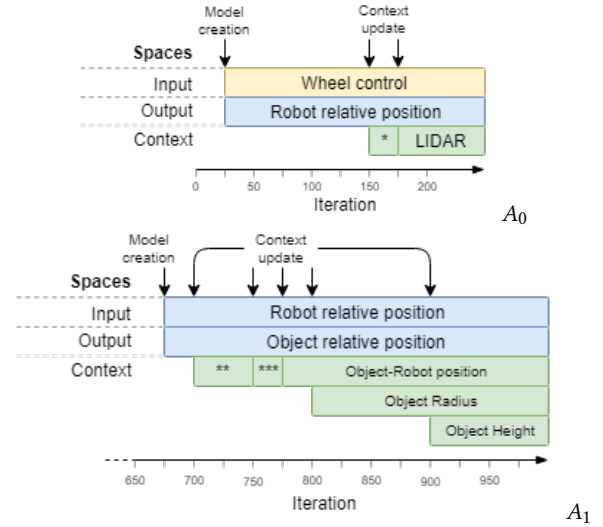 Model
creation
Context
update
Spaces
Input
Wheel control
Output
Robot relative position
Context
*
LIDAR
0 50 100 150 200
Iteration
A0
Model
creation
Context
update
Spaces
Input
Robot relative position
Output
Object relative position
Context
**
***
Object-Robot position
Object Radius
Object Height
650 700 750 800 850 900 950
Iteration
A1